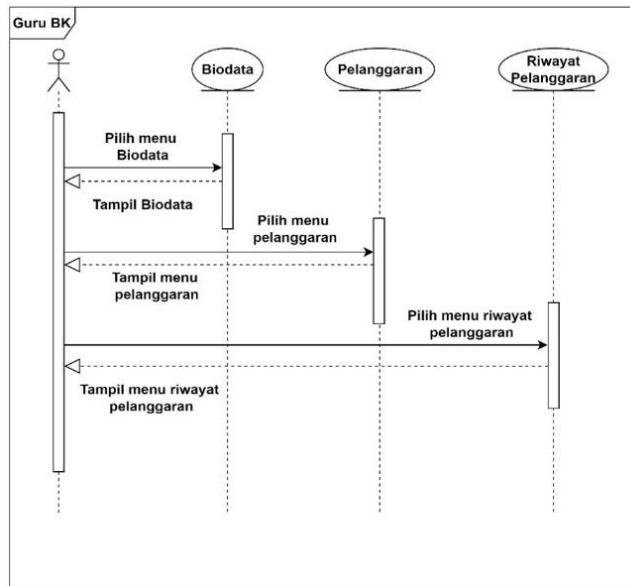 Guru BK
Biodata
Pelanggaran
Riwayat
Pelanggaran
Pilih menu
Biodata
Tampil Biodata
Pilih menu
pelanggaran
Tampil menu
pelanggaran
Pilih menu riwayat
pelanggaran
Tampil menu riwayat
pelanggaran